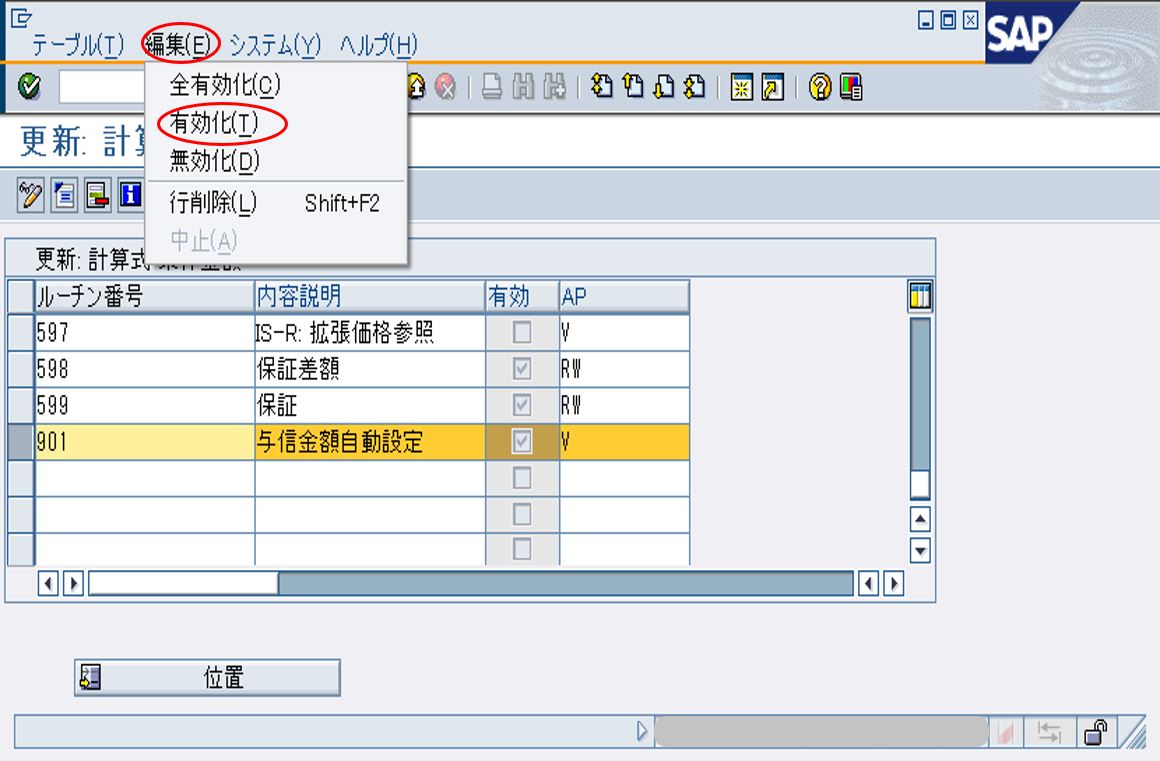 テーブル(T) 編集(E) システム(Y) ヘルプ(H)
SAP
全有効化(C)
有効化(T)
無効化(D)
行削除(L) Shift+F2
中止(A)
更新: 計算
更新: 計算式
ルーチン番号 内容説明 有効 AP
597 IS-R: 拡張価格参照 V
598 保証差額 RW
599 保証 RW
901 与信金額自動設定 V
位置